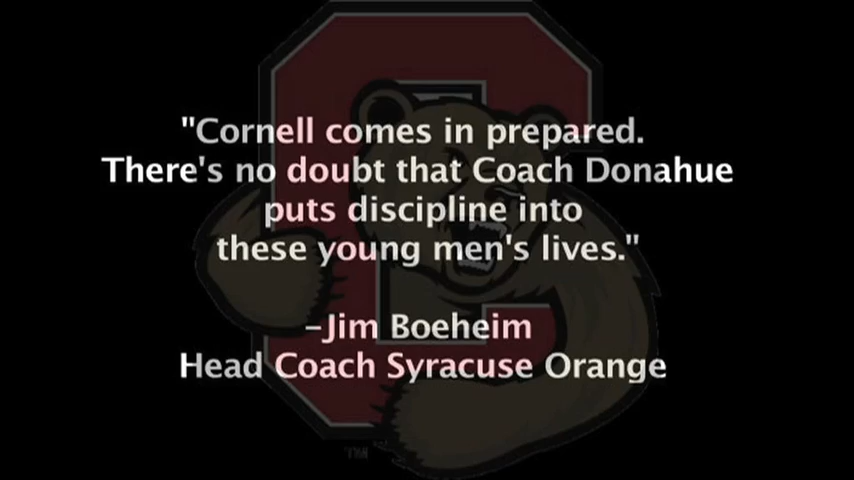 "Cornell comes in prepared.
There's no doubt that Coach Donahue
puts discipline into
these young men's lives."
–Jim Boeheim
Head Coach Syracuse Orange